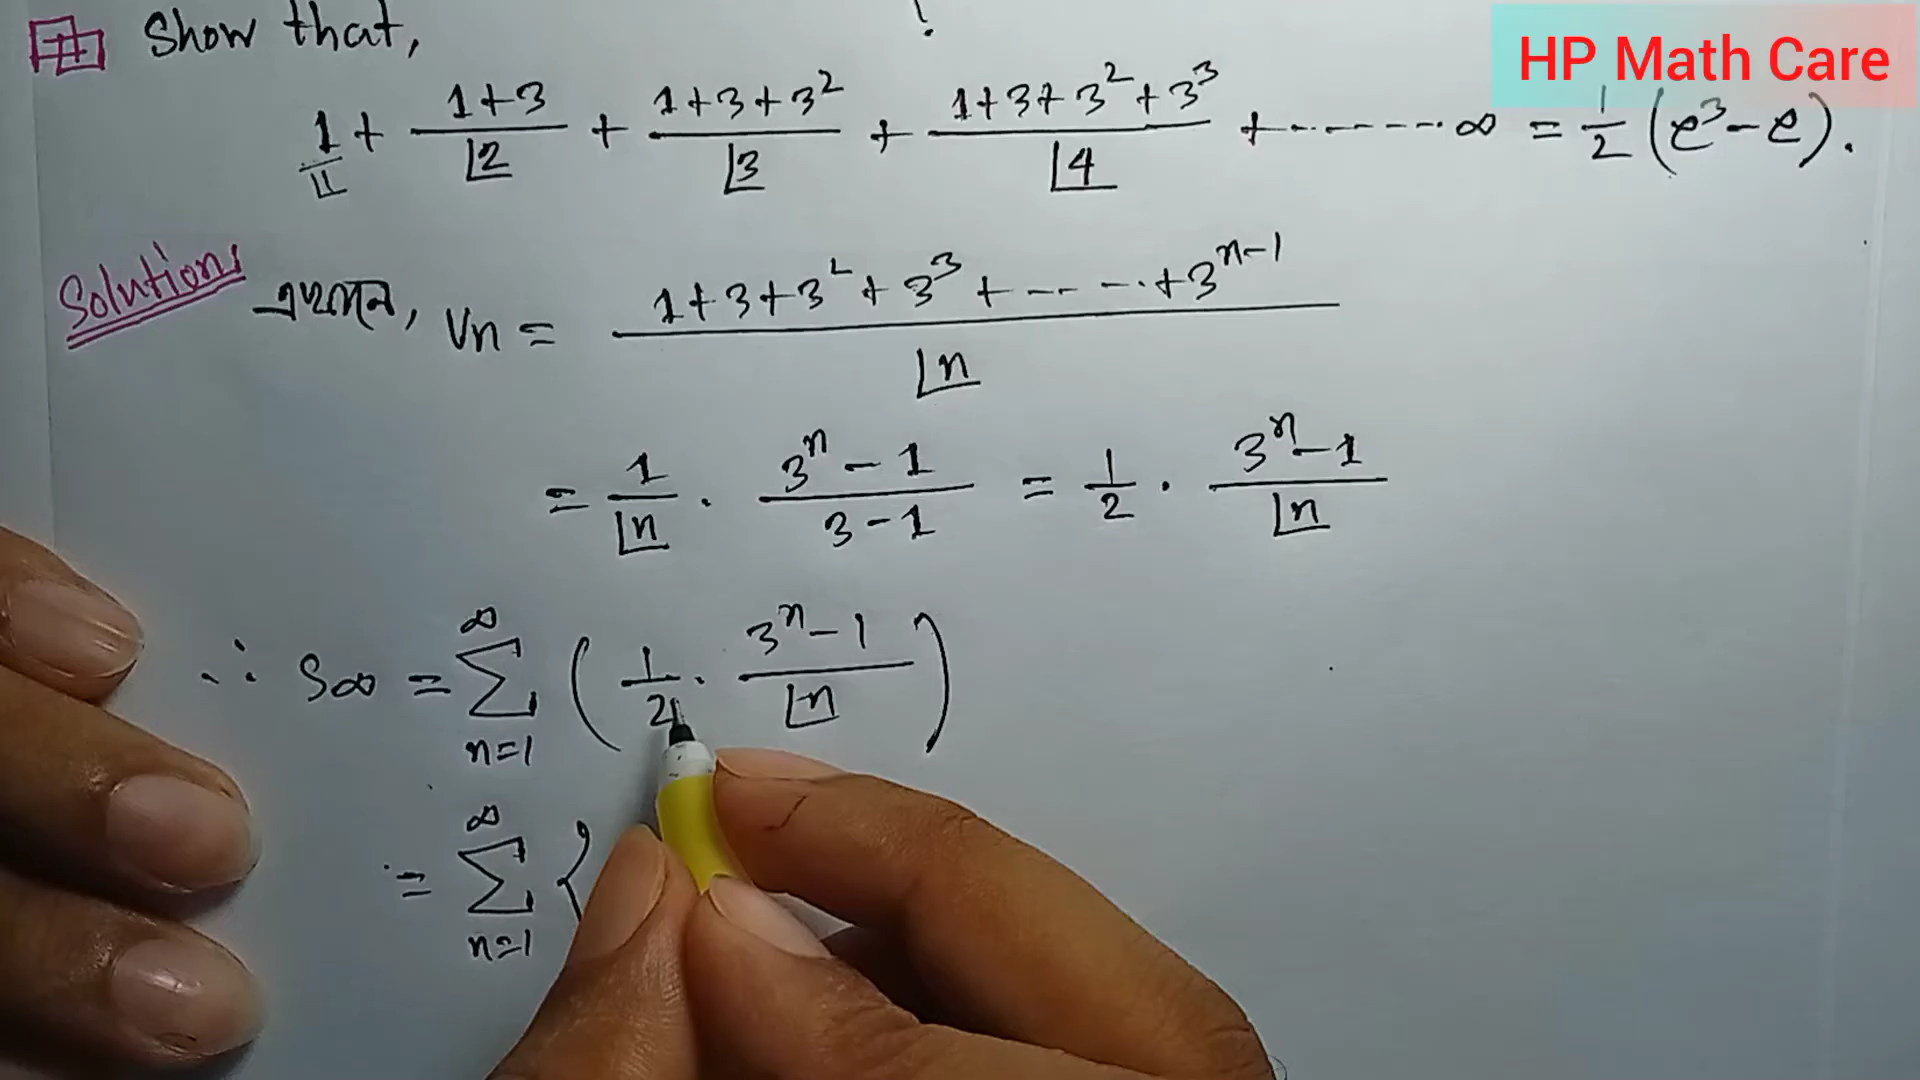 Show that,
HP Math Care
1/⌊1 + (1+3)/⌊2 + (1+3+3²)/⌊3 + (1+3+3²+3³)/⌊4 + ........ ∞ = 1/2 (e³ - e).
Solution,
এখানে, Vn = (1+3+3²+3³+ ...... +3ⁿ⁻¹)/⌊n
= 1/⌊n · (3ⁿ - 1)/(3 - 1) = 1/2 · (3ⁿ - 1)/⌊n
∴ S∞ = ∑ₙ₌₁^∞ (1/2 · (3ⁿ - 1)/⌊n)
= ∑ₙ₌₁^∞ {